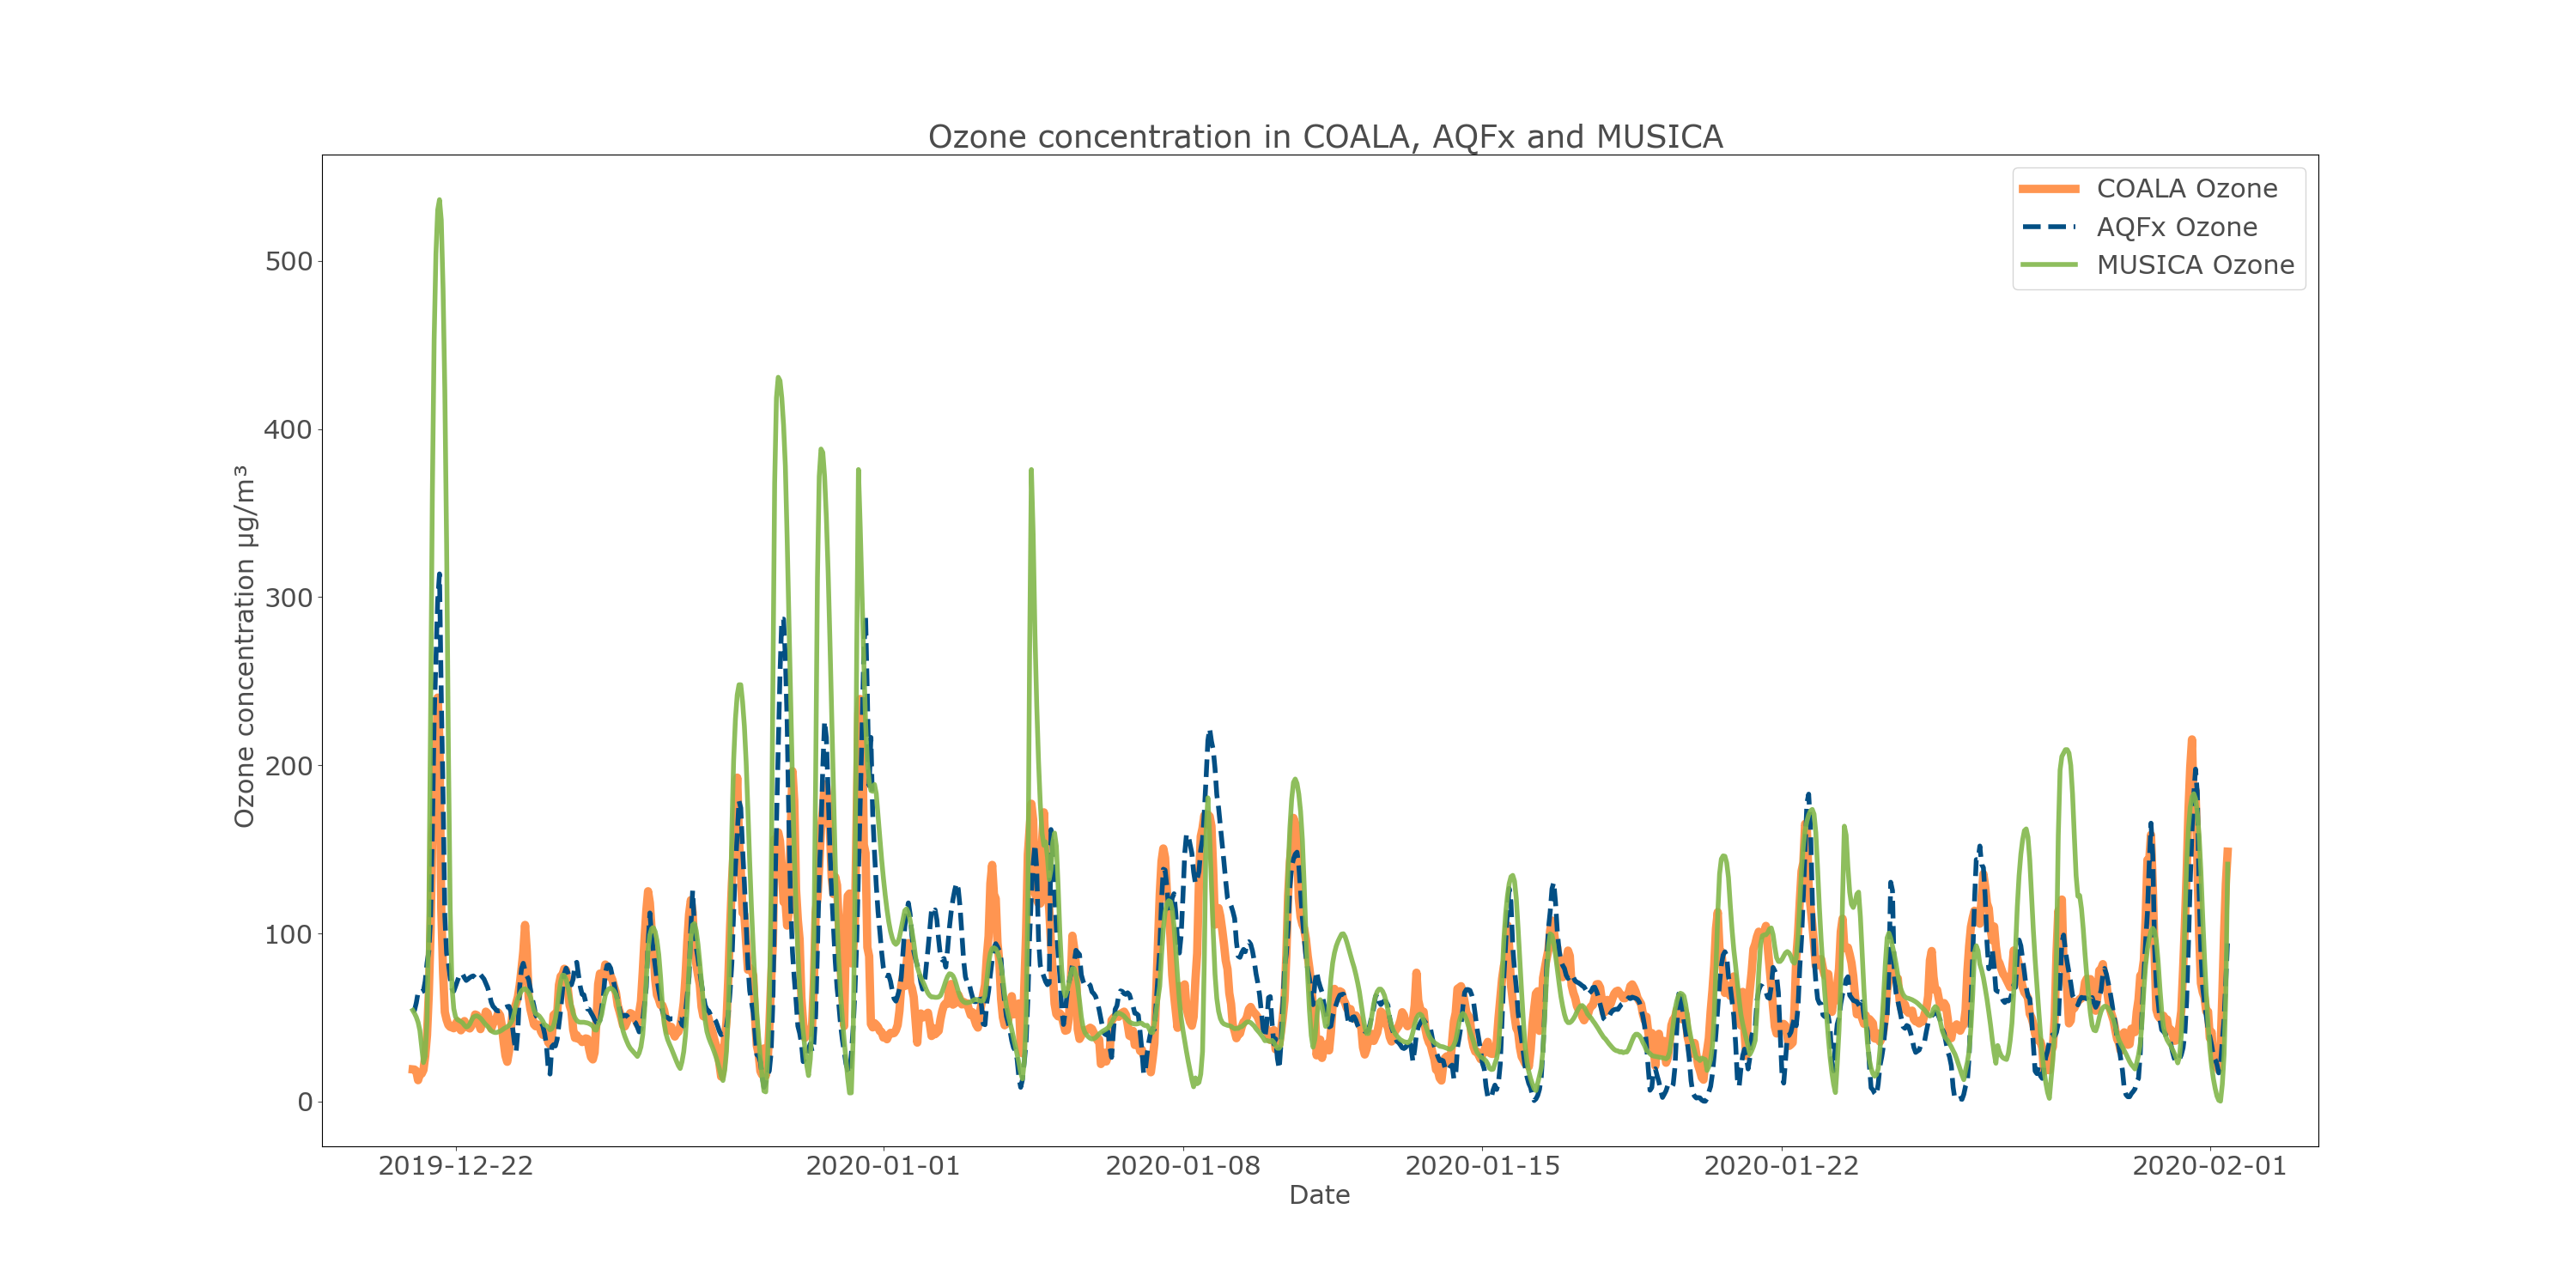 Ozone concentration in COALA, AQFx and MUSICA
COALA Ozone
AQFx Ozone
MUSICA Ozone
Ozone concentration µg/m³
500
400
300
200
100
0
2019-12-22
2020-01-01
2020-01-08
2020-01-15
2020-01-22
2020-02-01
Date